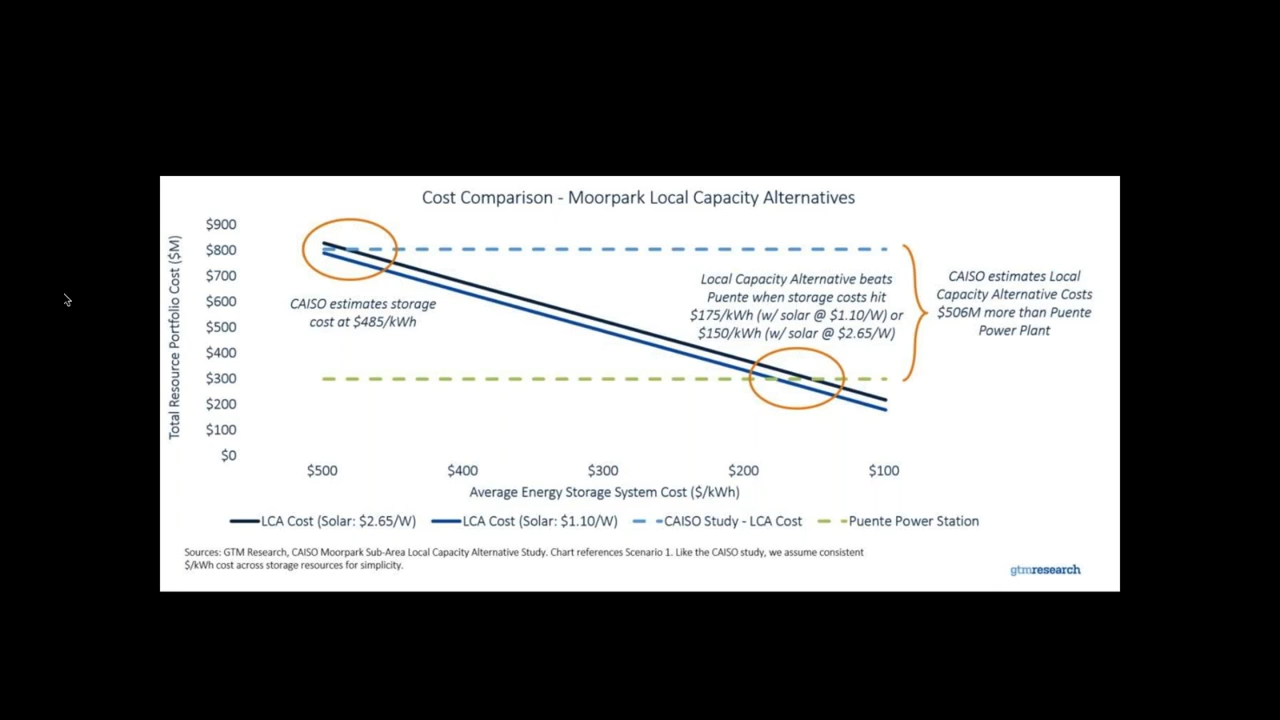 Cost Comparison - Moorpark Local Capacity Alternatives
Total Resource Portfolio Cost ($M)
$900
$800
$700
$600
$500
$400
$300
$200
$100
$0
CAISO estimates storage
cost at $485/kWh
Local Capacity Alternative beats
Puente when storage costs hit
$175/kWh (w/ solar @ $1.10/W) or
$150/kWh (w/ solar @ $2.65/W)
CAISO estimates Local
Capacity Alternative Costs
$506M more than Puente
Power Plant
$500
$400
$300
$200
$100
Average Energy Storage System Cost ($/kWh)
LCA Cost (Solar: $2.65/W)
LCA Cost (Solar: $1.10/W)
CAISO Study - LCA Cost
Puente Power Station
Sources: GTM Research, CAISO Moorpark Sub-Area Local Capacity Alternative Study. Chart references Scenario 1. Like the CAISO study, we assume consistent
$/kWh cost across storage resources for simplicity.
gtmresearch